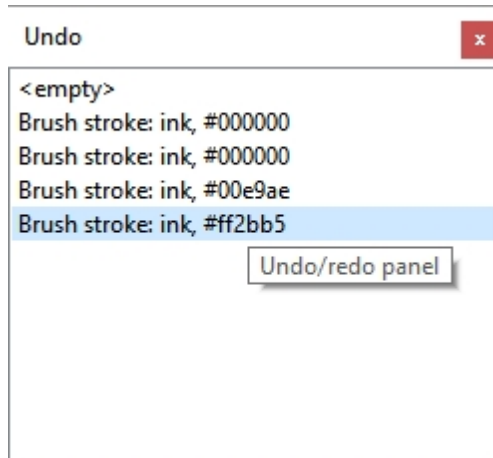 Undo
x
<empty>
Brush stroke: ink, #000000
Brush stroke: ink, #000000
Brush stroke: ink, #00e9ae
Brush stroke: ink, #ff2bb5
Undo/redo panel